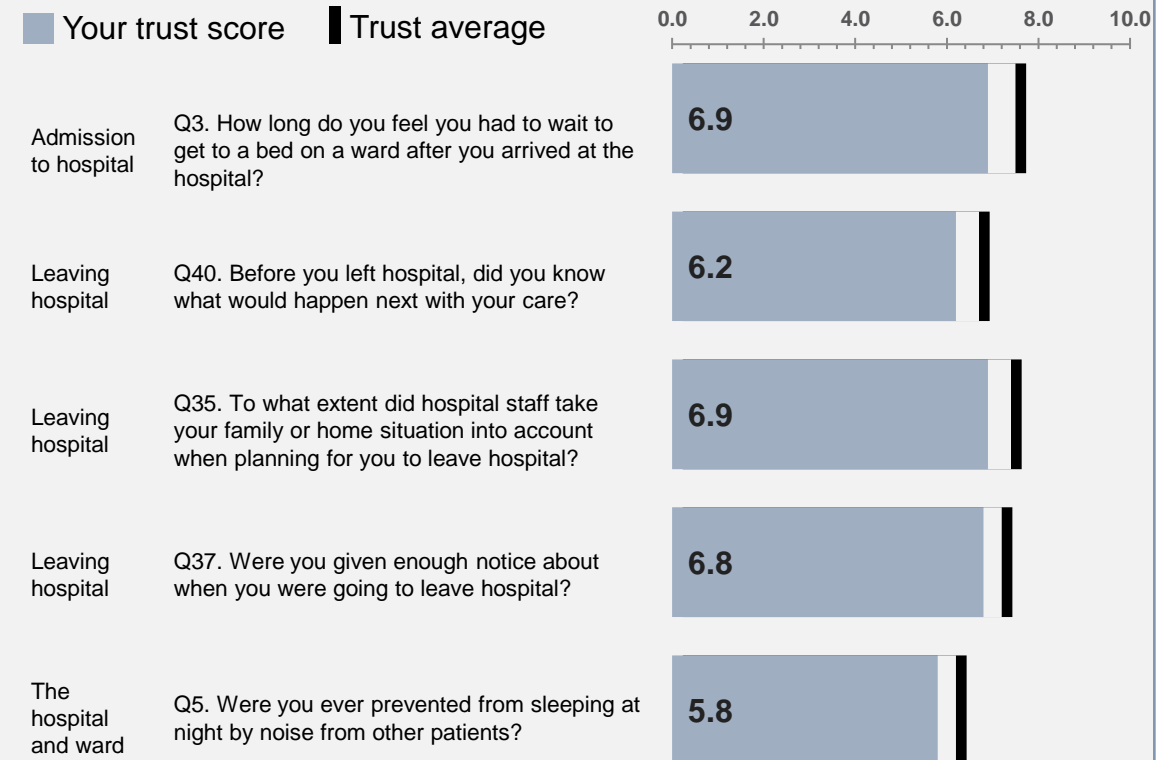 Your trust score Trust average
0.0 2.0 4.0 6.0 8.0 10.0
Admission
to hospital
Q3. How long do you feel you had to wait to
get to a bed on a ward after you arrived at the
hospital?
6.9
Leaving
hospital
Q40. Before you left hospital, did you know
what would happen next with your care?
6.2
Leaving
hospital
Q35. To what extent did hospital staff take
your family or home situation into account
when planning for you to leave hospital?
6.9
Leaving
hospital
Q37. Were you given enough notice about
when you were going to leave hospital?
6.8
The
hospital
and ward
Q5. Were you ever prevented from sleeping at
night by noise from other patients?
5.8